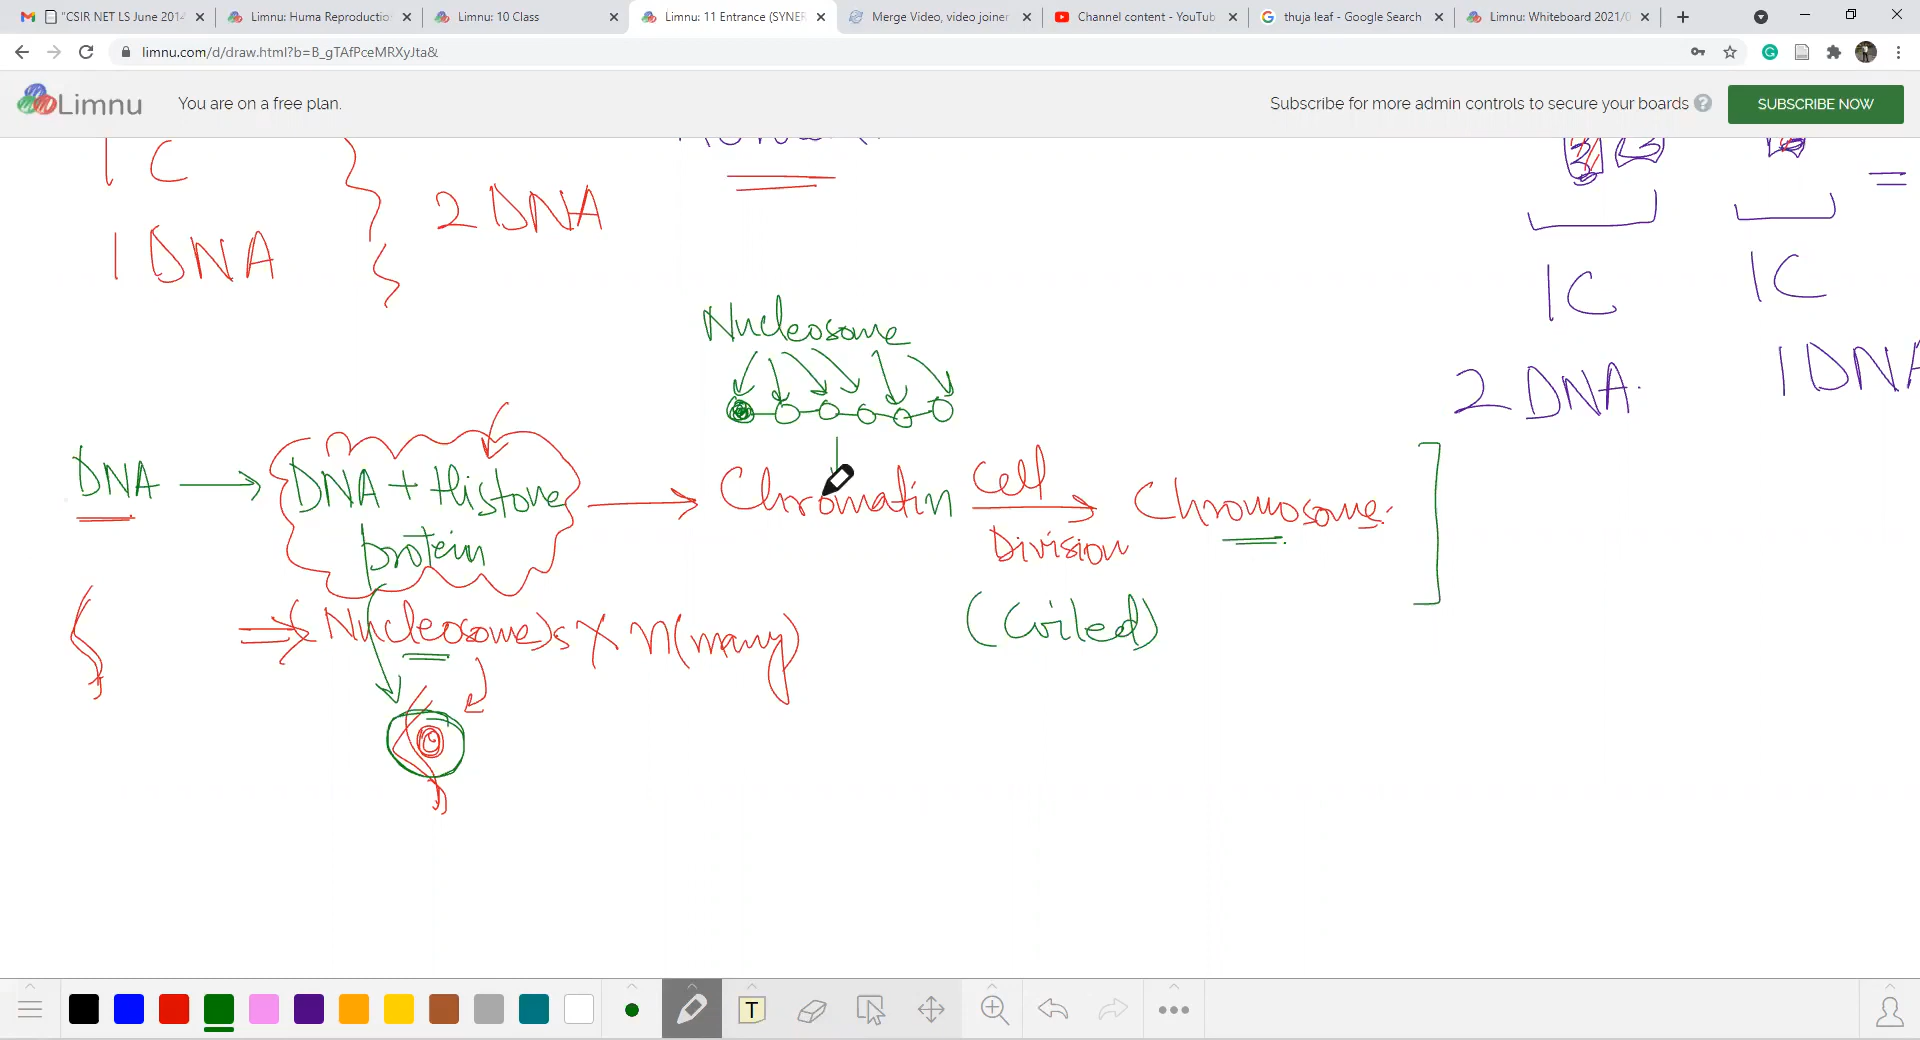 "CSIR NET LS June 2014
Limnu: Huma Reproductio
Limnu: 10 Class
Limnu: 11 Entrance (SYNER
Merge Video, video joiner
Channel content - YouTub
thuja leaf - Google Search
Limnu: Whiteboard 2021/0
limnu.com/d/draw.html?b=B_gTAfPceMRXyJta&
Limnu
You are on a free plan.
Subscribe for more admin controls to secure your boards ?
SUBSCRIBE NOW
1 C
2 DNA
1 DNA
=
1C
1C
2 DNA
1 DNA
Nucleosome
DNA → DNA + Histone protein → Chromatin Cell Division → Chromosome
⇒ (Nucleosome)s X n(many)
(Coiled)
T